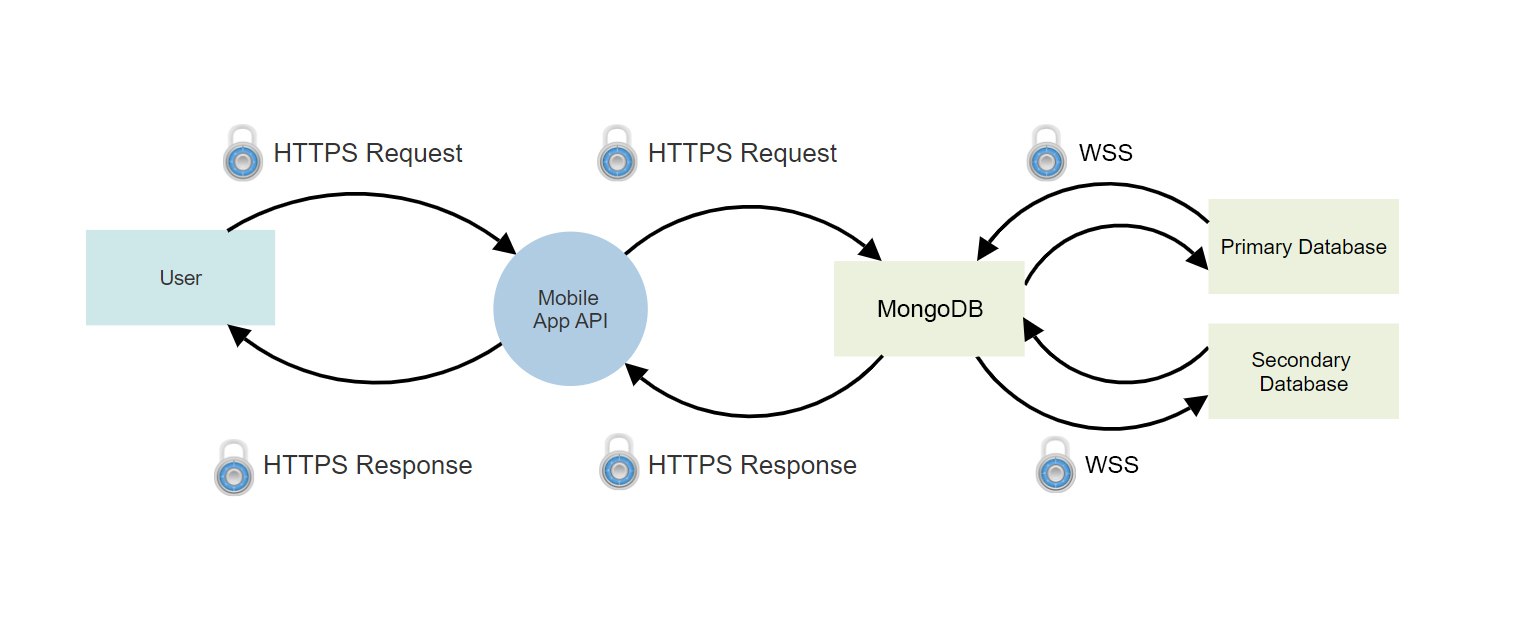 HTTPS Request
HTTPS Request
WSS
User
Mobile
App API
MongoDB
Primary Database
Secondary
Database
HTTPS Response
HTTPS Response
WSS